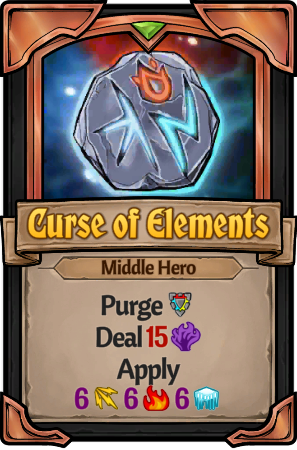 Curse of Elements
Middle Hero
Purge
Deal 15
Apply
6 6 6